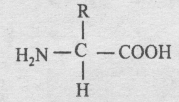 R
H₂N — C — COOH
H